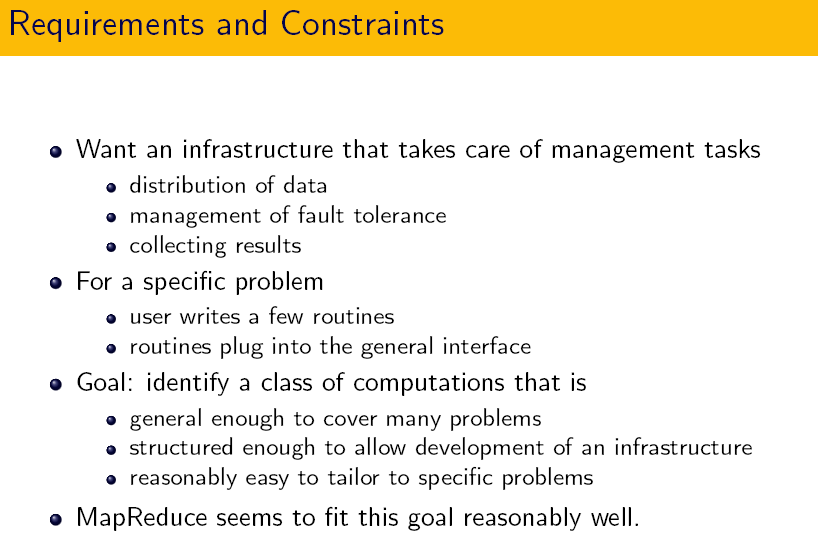 Requirements and Constraints
Want an infrastructure that takes care of management tasks
distribution of data
management of fault tolerance
collecting results
For a specific problem
user writes a few routines
routines plug into the general interface
Goal: identify a class of computations that is
general enough to cover many problems
structured enough to allow development of an infrastructure
reasonably easy to tailor to specific problems
MapReduce seems to fit this goal reasonably well.